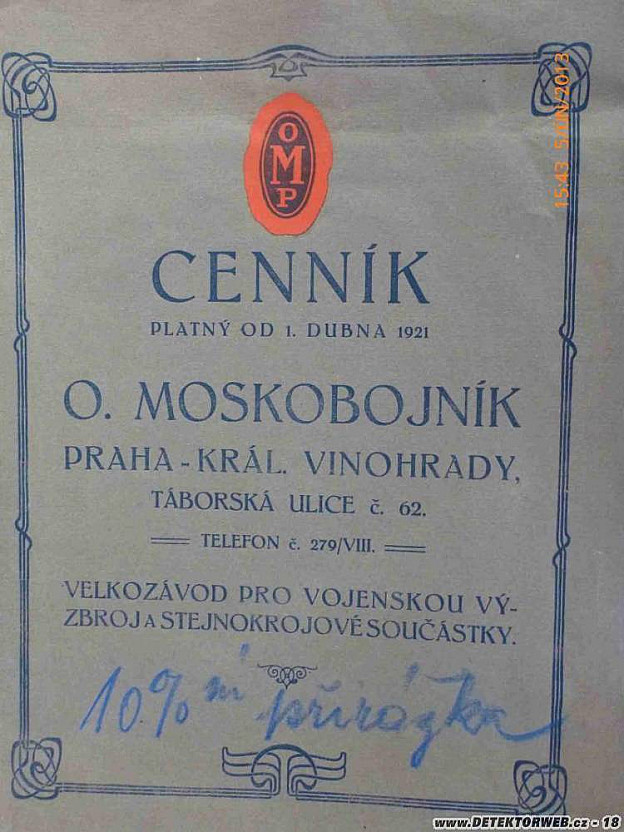 O
M
P
CENNÍK
PLATNÝ OD 1. DUBNA 1921
O. MOSKOBOJNÍK
PRAHA - KRÁL. VINOHRADY,
TÁBORSKÁ ULICE č. 62.
TELEFON č. 279/VIII.
VELKOZÁVOD PRO VOJENSKOU VÝ-
ZBROJ A STEJNOKROJOVÉ SOUČÁSTKY.
10%ní přirážka
15:43 5/JUN/2013
www.DETEKTORWEB.cz - 18